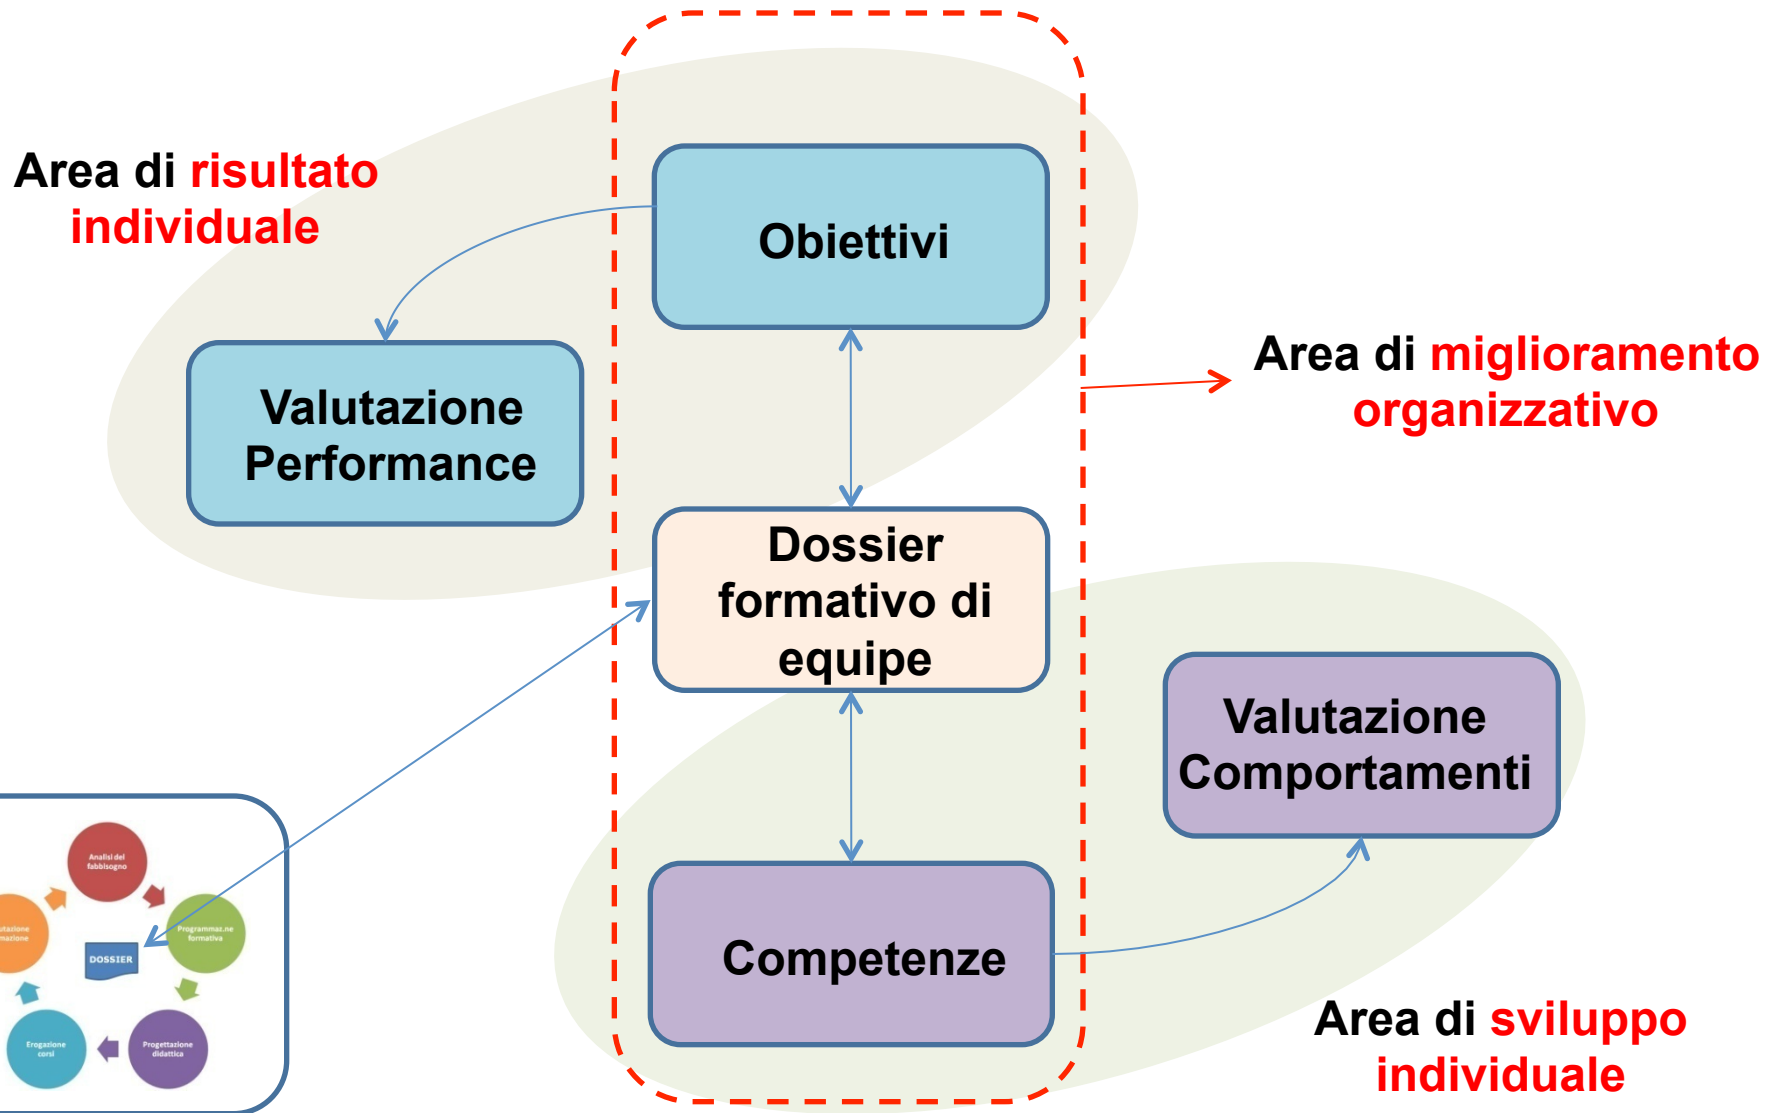 Area di risultato
individuale
Obiettivi
Area di miglioramento
organizzativo
Valutazione
Performance
Dossier
formativo di
equipe
Valutazione
Comportamenti
Competenze
Area di sviluppo
individuale
Analisi del
fabbisogno
Programmaz.ne
formativa
DOSSIER
Erogazione
corsi
Progettazione
didattica